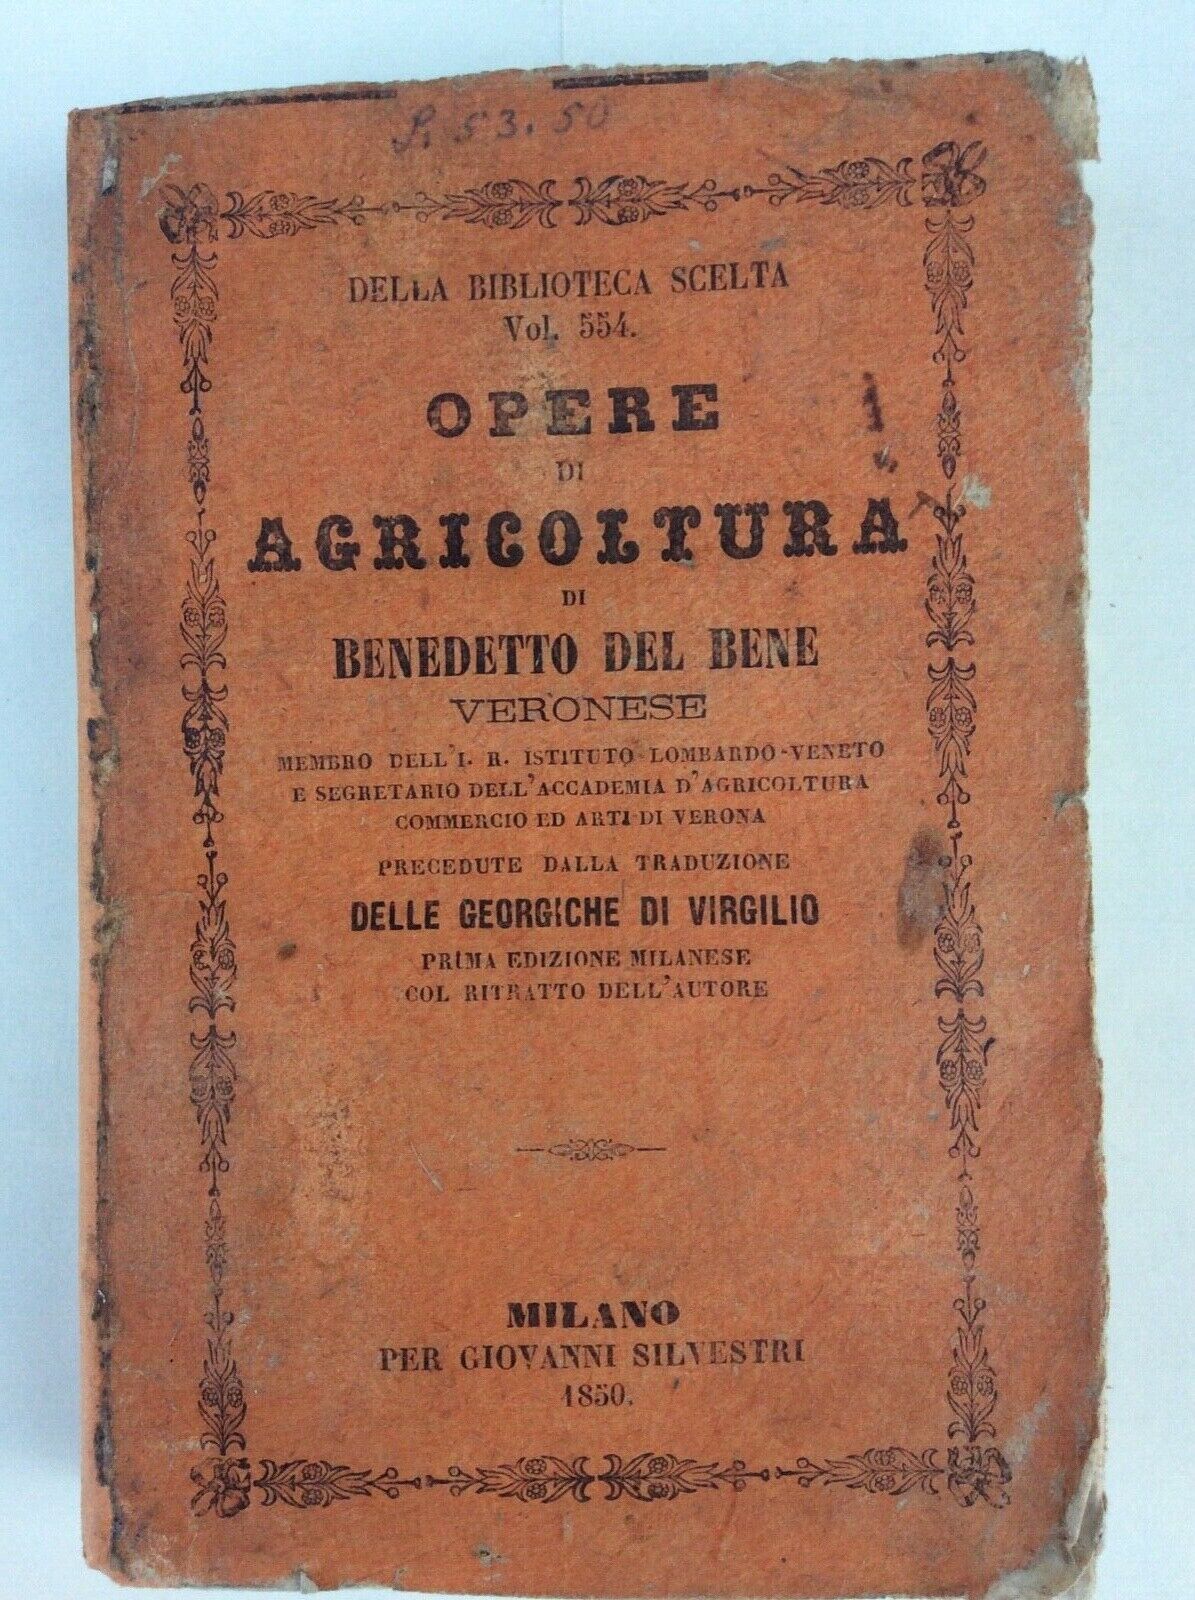 53.50
DELLA BIBLIOTECA SCELTA
Vol. 554.
OPERE
DI
AGRICOLTURA
DI
BENEDETTO DEL BENE
VERONESE
MEMBRO DELL'I. R. ISTITUTO LOMBARDO-VENETO
E SEGRETARIO DELL'ACCADEMIA D'AGRICOLTURA
COMMERCIO ED ARTI DI VERONA
PRECEDUTE DALLA TRADUZIONE
DELLE GEORGICHE DI VIRGILIO
PRIMA EDIZIONE MILANESE
COL RITRATTO DELL'AUTORE
MILANO
PER GIOVANNI SILVESTRI
1850.